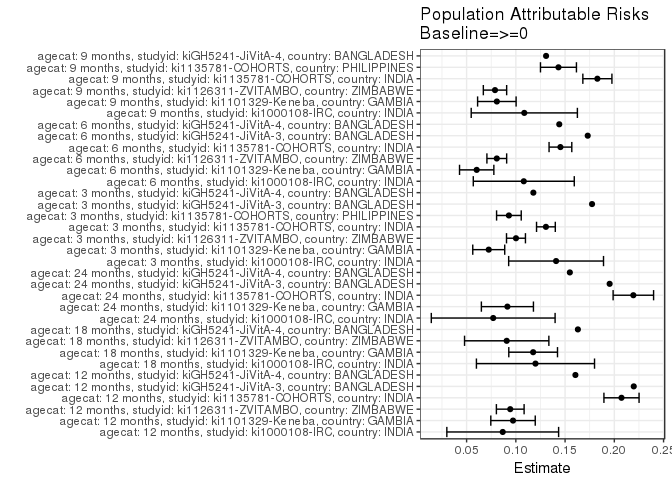 Population Attributable Risks
Baseline=>=0
agecat: 9 months, studyid: kiGH5241-JiVitA-4, country: BANGLADESH
agecat: 9 months, studyid: ki1135781-COHORTS, country: PHILIPPINES
agecat: 9 months, studyid: ki1135781-COHORTS, country: INDIA
agecat: 9 months, studyid: ki1126311-ZVITAMBO, country: ZIMBABWE
agecat: 9 months, studyid: ki1101329-Keneba, country: GAMBIA
agecat: 9 months, studyid: ki1000108-IRC, country: INDIA
agecat: 6 months, studyid: kiGH5241-JiVitA-4, country: BANGLADESH
agecat: 6 months, studyid: kiGH5241-JiVitA-3, country: BANGLADESH
agecat: 6 months, studyid: ki1135781-COHORTS, country: INDIA
agecat: 6 months, studyid: ki1126311-ZVITAMBO, country: ZIMBABWE
agecat: 6 months, studyid: ki1101329-Keneba, country: GAMBIA
agecat: 6 months, studyid: ki1000108-IRC, country: INDIA
agecat: 3 months, studyid: kiGH5241-JiVitA-4, country: BANGLADESH
agecat: 3 months, studyid: kiGH5241-JiVitA-3, country: BANGLADESH
agecat: 3 months, studyid: ki1135781-COHORTS, country: PHILIPPINES
agecat: 3 months, studyid: ki1135781-COHORTS, country: INDIA
agecat: 3 months, studyid: ki1126311-ZVITAMBO, country: ZIMBABWE
agecat: 3 months, studyid: ki1101329-Keneba, country: GAMBIA
agecat: 3 months, studyid: ki1000108-IRC, country: INDIA
agecat: 24 months, studyid: kiGH5241-JiVitA-4, country: BANGLADESH
agecat: 24 months, studyid: kiGH5241-JiVitA-3, country: BANGLADESH
agecat: 24 months, studyid: ki1135781-COHORTS, country: INDIA
agecat: 24 months, studyid: ki1101329-Keneba, country: GAMBIA
agecat: 24 months, studyid: ki1000108-IRC, country: INDIA
agecat: 18 months, studyid: kiGH5241-JiVitA-4, country: BANGLADESH
agecat: 18 months, studyid: ki1126311-ZVITAMBO, country: ZIMBABWE
agecat: 18 months, studyid: ki1101329-Keneba, country: GAMBIA
agecat: 18 months, studyid: ki1000108-IRC, country: INDIA
agecat: 12 months, studyid: kiGH5241-JiVitA-4, country: BANGLADESH
agecat: 12 months, studyid: kiGH5241-JiVitA-3, country: BANGLADESH
agecat: 12 months, studyid: ki1135781-COHORTS, country: INDIA
agecat: 12 months, studyid: ki1126311-ZVITAMBO, country: ZIMBABWE
agecat: 12 months, studyid: ki1101329-Keneba, country: GAMBIA
agecat: 12 months, studyid: ki1000108-IRC, country: INDIA
0.05 0.10 0.15 0.20 0.25
Estimate